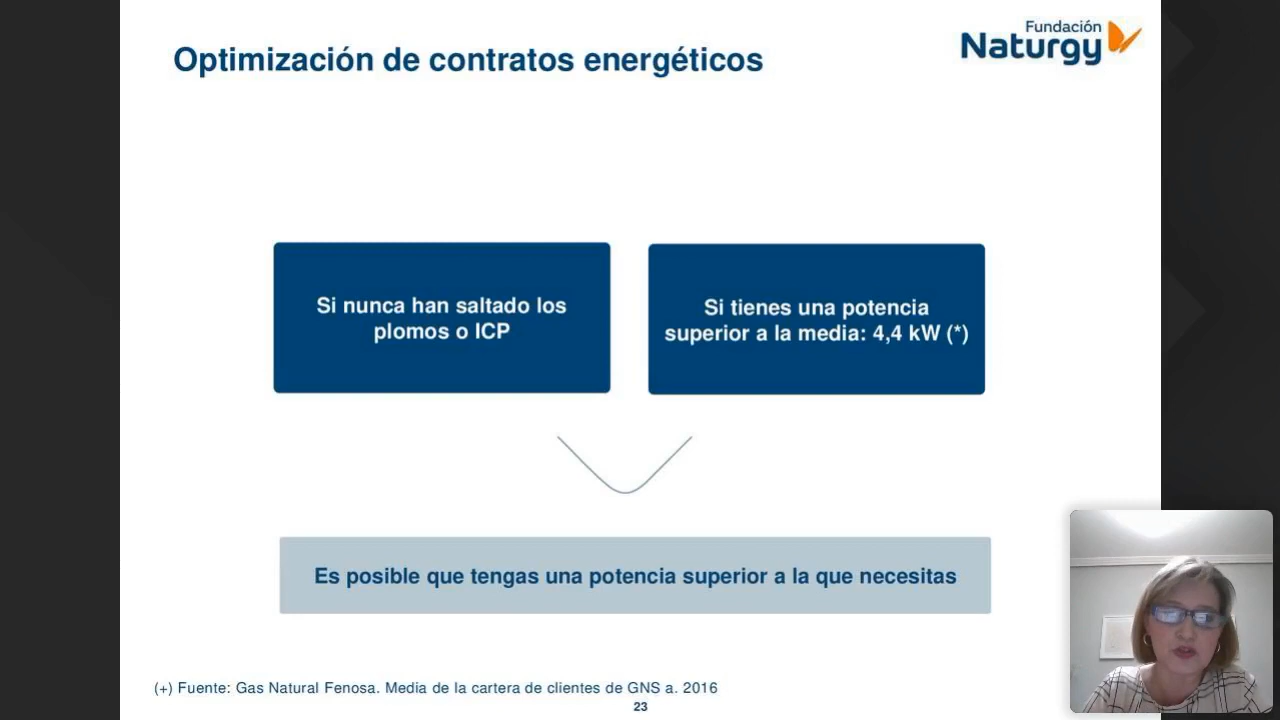 Optimización de contratos energéticos
Fundación
Naturgy
Si nunca han saltado los
plomos o ICP
Si tienes una potencia
superior a la media: 4,4 kW (*)
Es posible que tengas una potencia superior a la que necesitas
(+) Fuente: Gas Natural Fenosa. Media de la cartera de clientes de GNS a. 2016
23